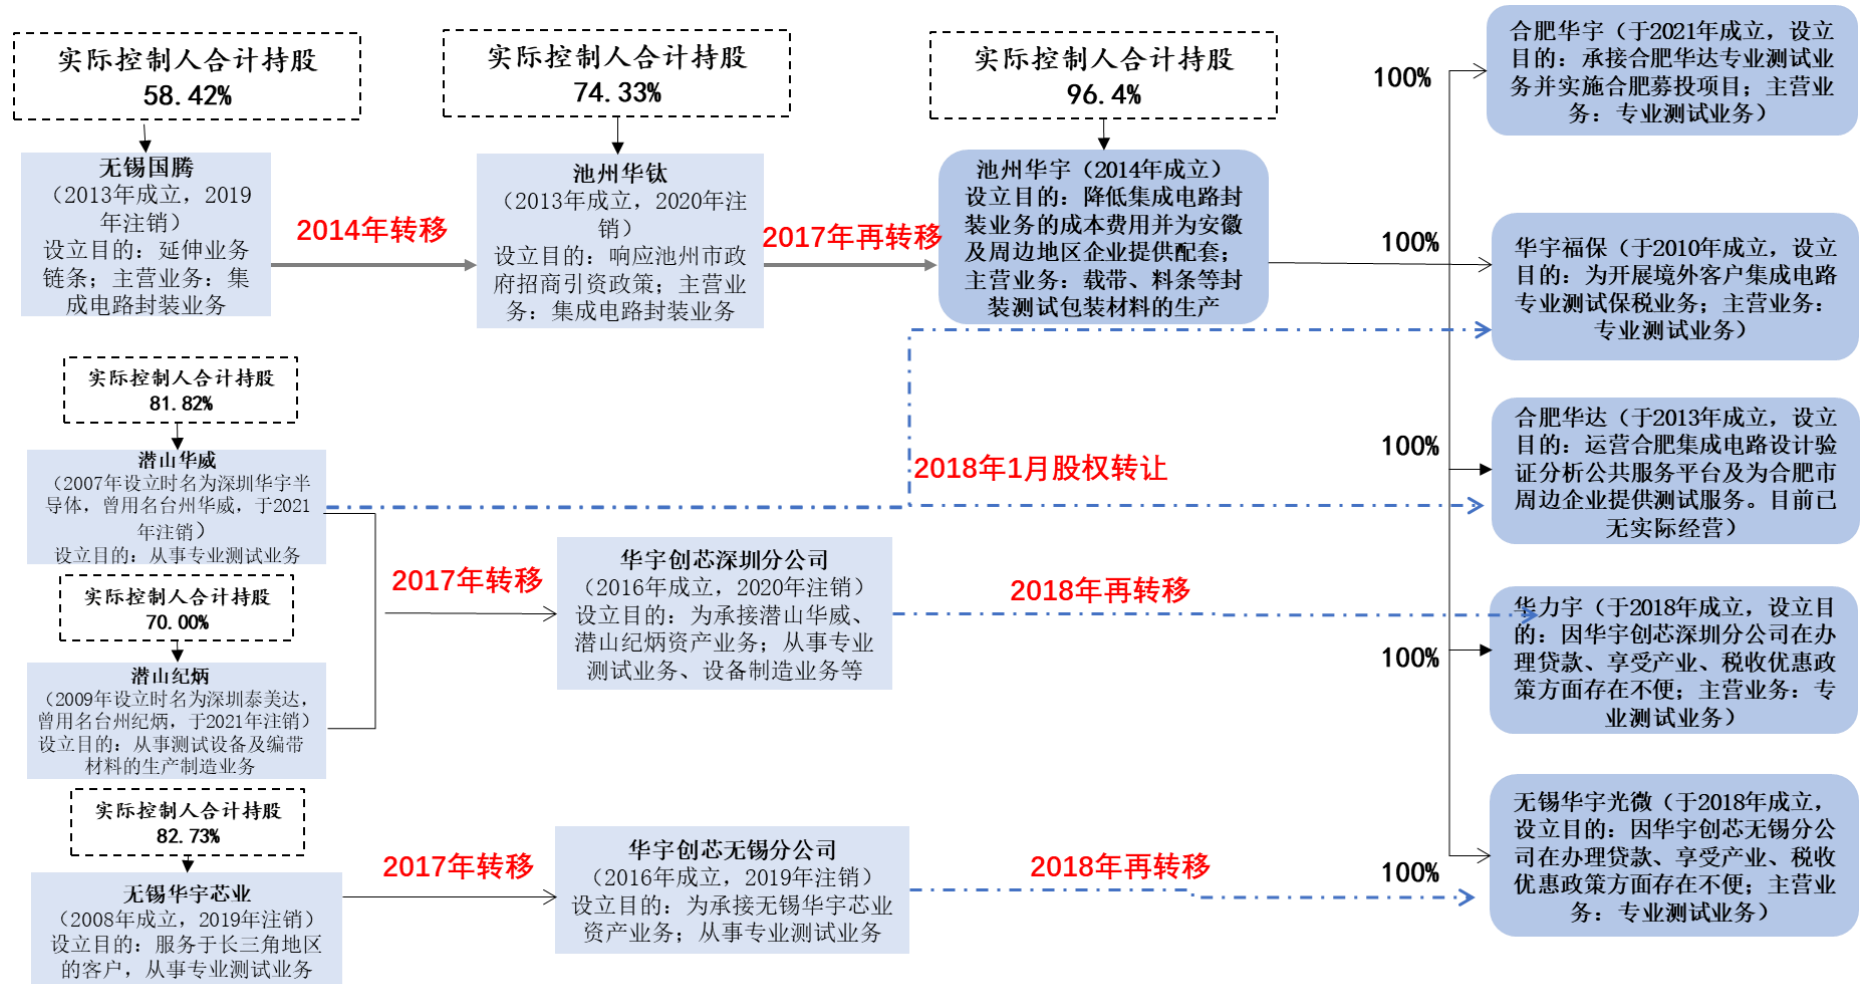 实际控制人合计持股
58.42%
无锡国腾
（2013年成立，2019
年注销）
设立目的：延伸业务
链条；主营业务：集
成电路封装业务
2014年转移
实际控制人合计持股
74.33%
池州华钛
（2013年成立，2020年注
销）
设立目的：响应池州市政
府招商引资政策；主营业
务：集成电路封装业务
2017年再转移
实际控制人合计持股
96.4%
池州华宇（2014年成立）
设立目的：降低集成电路封
装业务的成本费用并为安徽
及周边地区企业提供配套；
主营业务：载带、料条等封
装测试包装材料的生产
100%
合肥华宇（于2021年成立，设立
目的：承接合肥华达专业测试业
务并实施合肥募投项目；主营业
务：专业测试业务）
100%
华宇福保（于2010年成立，设立
目的：为开展境外客户集成电路
专业测试保税业务；主营业务：
专业测试业务）
实际控制人合计持股
81.82%
潜山华威
（2007年设立时名为深圳华宇半
导体，曾用名台州华威，于2021
年注销）
设立目的：从事专业测试业务
2018年1月股权转让
100%
合肥华达（于2013年成立，设立
目的：运营合肥集成电路设计验
证分析公共服务平台及为合肥市
周边企业提供测试服务。目前已
无实际经营）
实际控制人合计持股
70.00%
潜山纪炳
（2009年设立时名为深圳泰美达，
曾用名台州纪炳，于2021年注销）
设立目的：从事测试设备及编带
材料的生产制造业务
2017年转移
华宇创芯深圳分公司
（2016年成立，2020年注销）
设立目的：为承接潜山华威、
潜山纪炳资产业务；从事专业
测试业务、设备制造业务等
2018年再转移
100%
华力宇（于2018年成立，设立目
的：因华宇创芯深圳分公司在办
理贷款、享受产业、税收优惠政
策方面存在不便；主营业务：专
业测试业务）
实际控制人合计持股
82.73%
无锡华宇芯业
（2008年成立，2019年注销）
设立目的：服务于长三角地区
的客户，从事专业测试业务
2017年转移
华宇创芯无锡分公司
（2016年成立，2019年注销）
设立目的：为承接无锡华宇芯业
资产业务；从事专业测试业务
2018年再转移
100%
无锡华宇光微（于2018年成立，
设立目的：因华宇创芯无锡分公
司在办理贷款、享受产业、税收
优惠政策方面存在不便；主营业
务：专业测试业务）